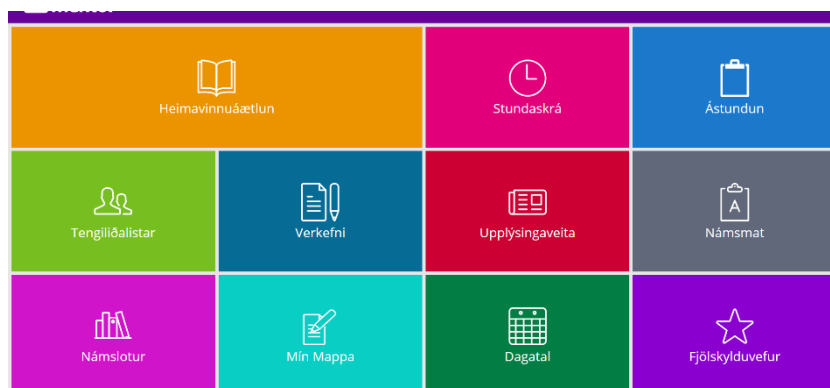 Heimavinnuáætlun
Stundaskrá
Ástundun
Tengiliðalistar
Verkefni
Upplýsingaveita
Námsmat
Námslotur
Mín Mappa
Dagatal
Fjölskylduvefur